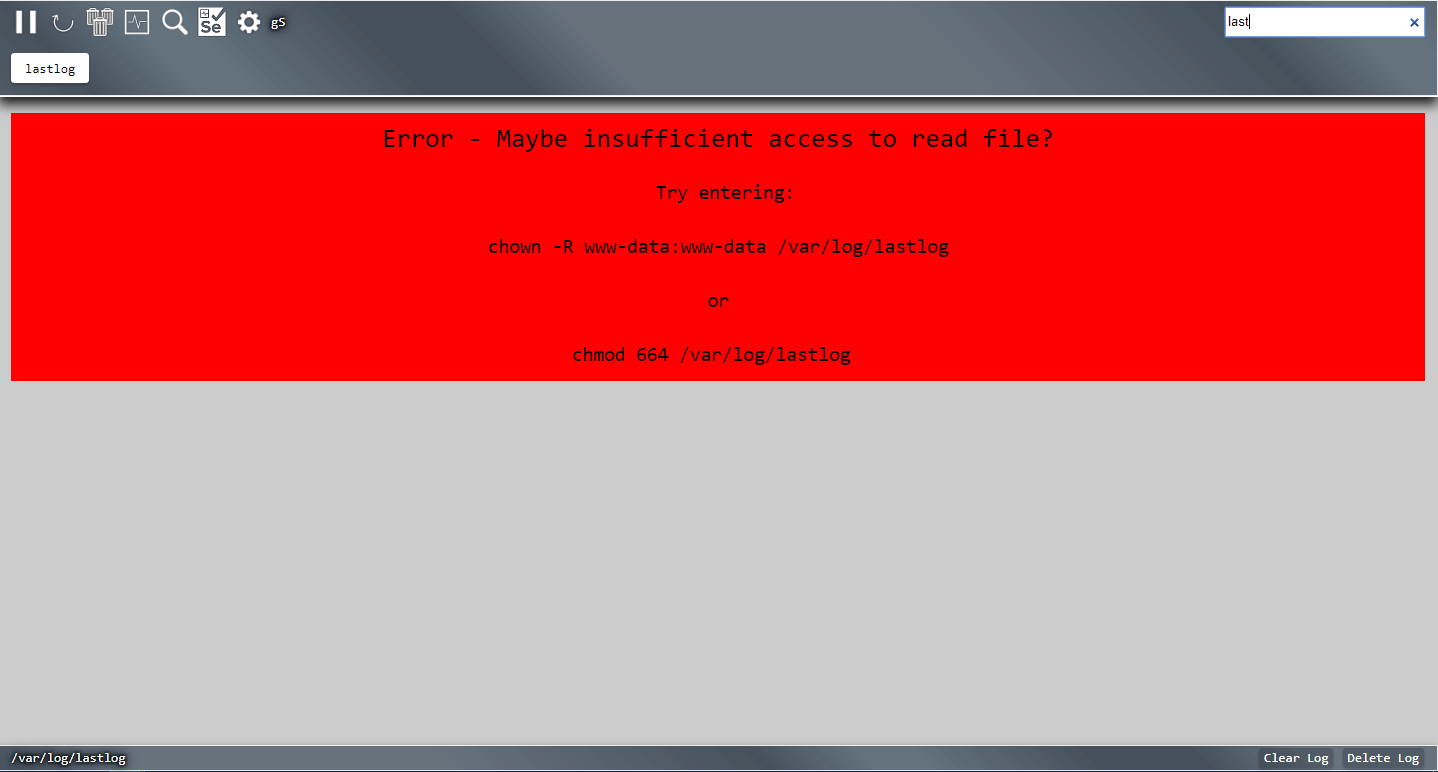 Se
gS
last
lastlog
Error - Maybe insufficient access to read file?
Try entering:
chown -R www-data:www-data /var/log/lastlog
or
chmod 664 /var/log/lastlog
/var/log/lastlog
Clear Log
Delete Log